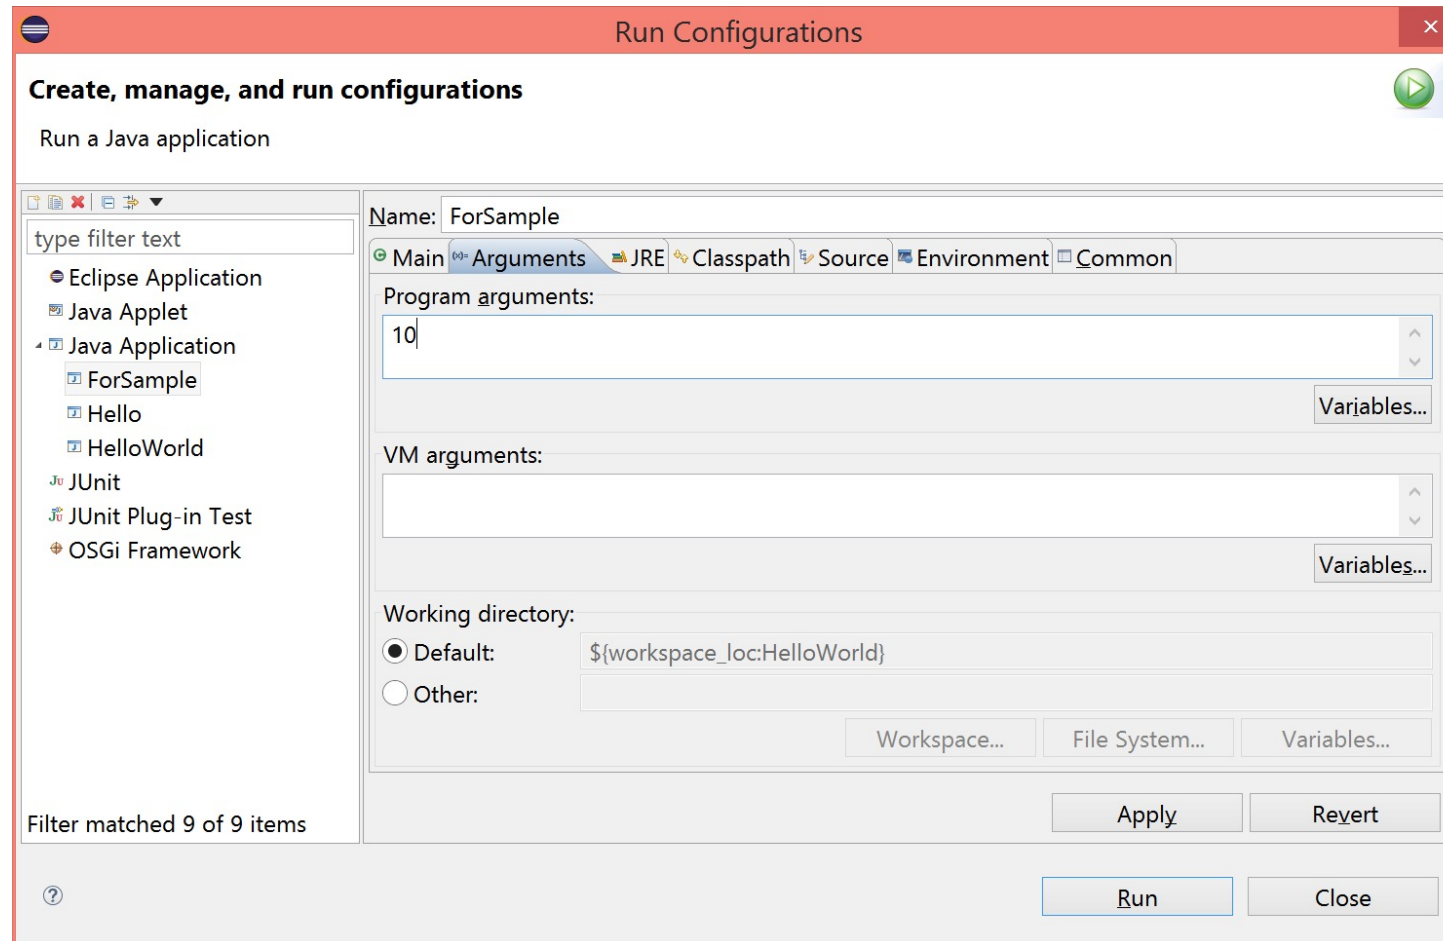 Run Configurations
Create, manage, and run configurations
Run a Java application
type filter text
Eclipse Application
Java Applet
Java Application
ForSample
Hello
HelloWorld
JUnit
JUnit Plug-in Test
OSGi Framework
Filter matched 9 of 9 items
Name: ForSample
Main Arguments JRE Classpath Source Environment Common
Program arguments:
10
Variables...
VM arguments:
Variables...
Working directory:
Default: ${workspace_loc:HelloWorld}
Other:
Workspace... File System... Variables...
Apply Revert
Run Close